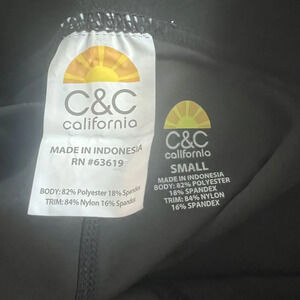 C&C
california
MADE IN INDONESIA
RN #63619
BODY: 82% Polyester 18% Spandex
TRIM: 84% Nylon 16% Spandex
C&C
california
SMALL
MADE IN INDONESIA
BODY: 82% POLYESTER
18% SPANDEX
TRIM: 84% NYLON
16% SPANDEX